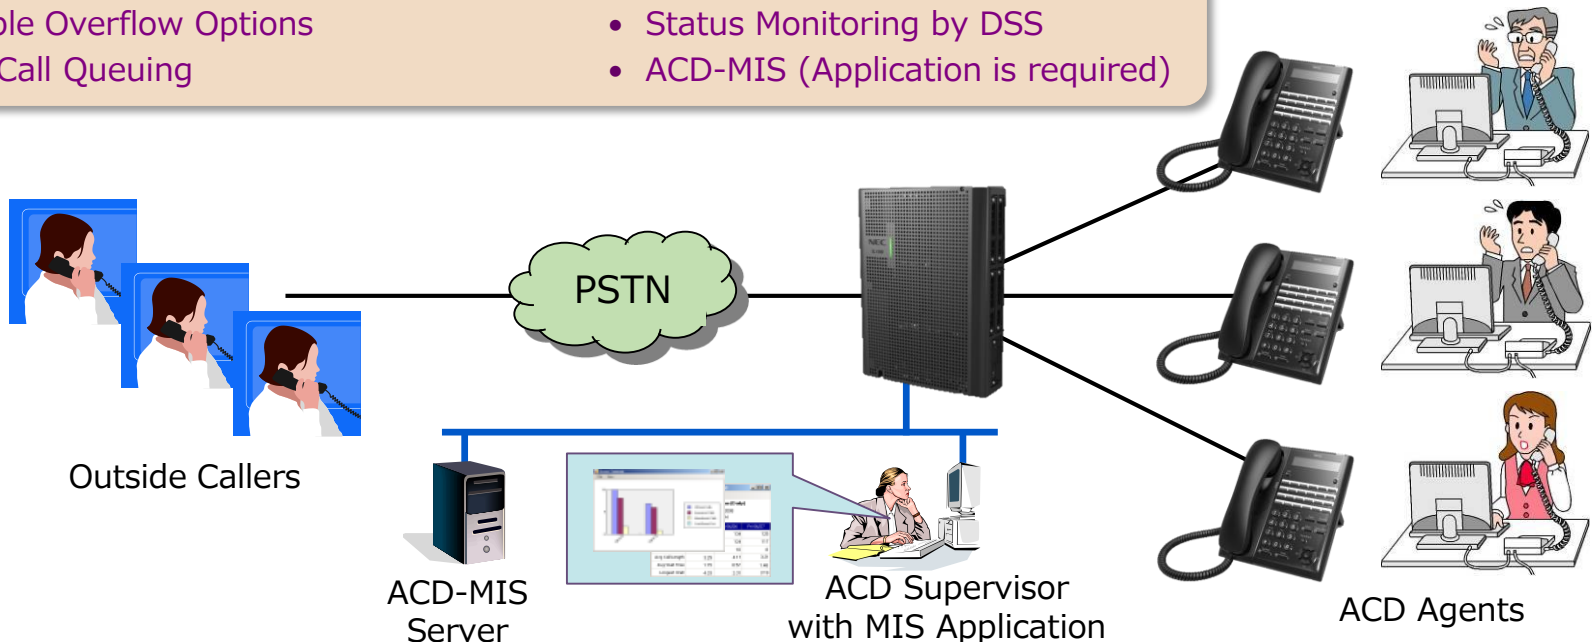 ble Overflow Options
Call Queuing
• Status Monitoring by DSS
• ACD-MIS (Application is required)
PSTN
NEC
Outside Callers
ACD-MIS
Server
ACD Supervisor
with MIS Application
ACD Agents